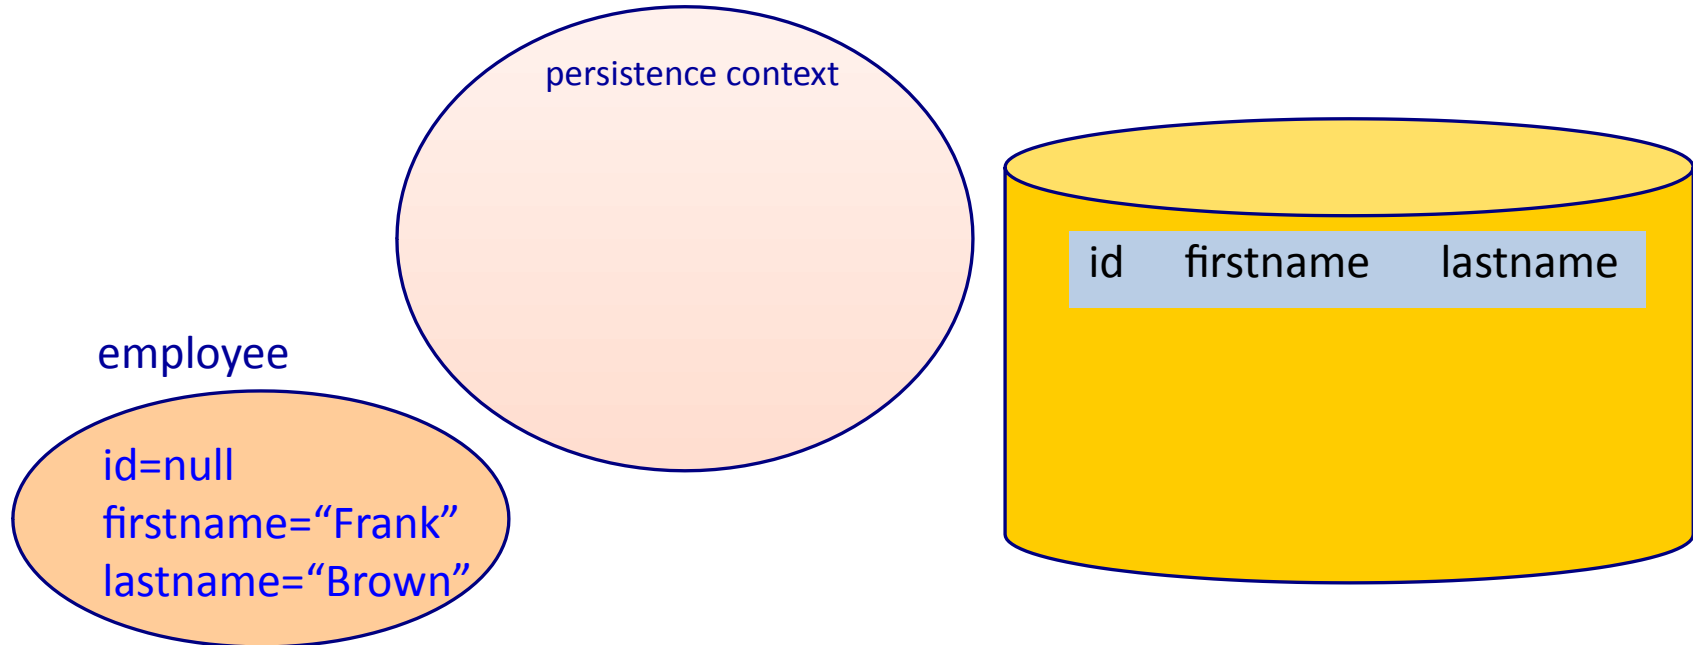 persistence context
id firstname lastname
employee
id=null
firstname=“Frank”
lastname=“Brown”